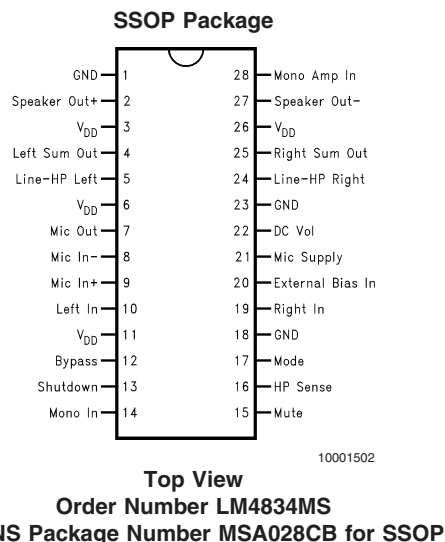 SSOP Package
GND 1 28 Mono Amp In
Speaker Out+ 2 27 Speaker Out-
VDD 3 26 VDD
Left Sum Out 4 25 Right Sum Out
Line-HP Left 5 24 Line-HP Right
VDD 6 23 GND
Mic Out 7 22 DC Vol
Mic In- 8 21 Mic Supply
Mic In+ 9 20 External Bias In
Left In 10 19 Right In
VDD 11 18 GND
Bypass 12 17 Mode
Shutdown 13 16 HP Sense
Mono In 14 15 Mute
10001502
Top View
Order Number LM4834MS
NS Package Number MSA028CB for SSOP